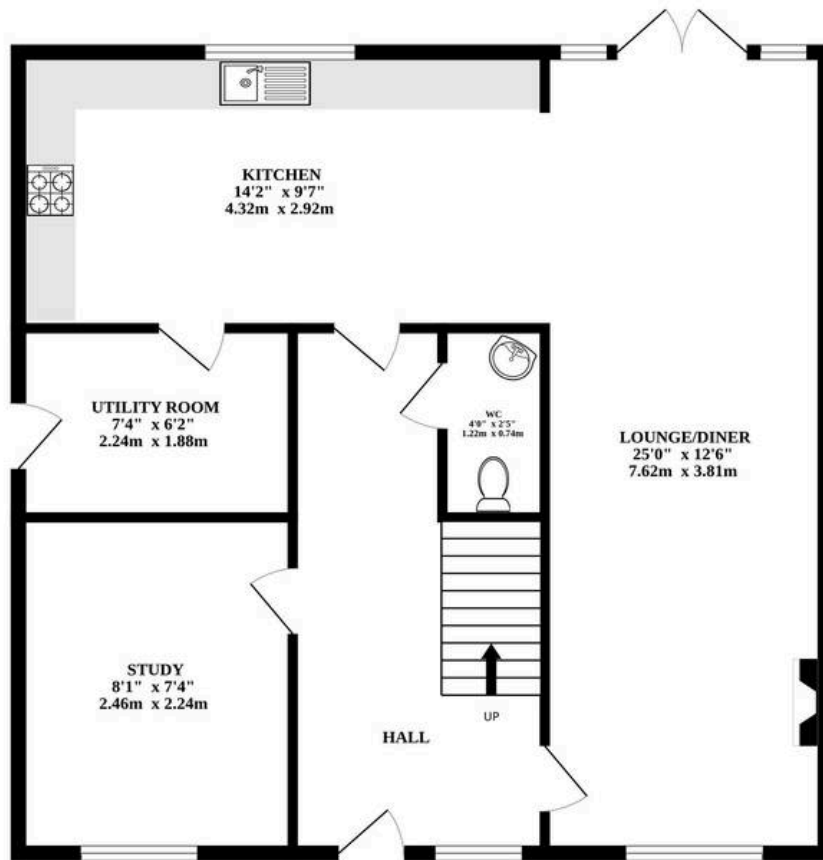 KITCHEN
14'2" x 9'7"
4.32m x 2.92m
UTILITY ROOM
7'4" x 6'2"
2.24m x 1.88m
WC
4'0" x 2'5"
1.22m x 0.74m
LOUNGE/DINER
25'0" x 12'6"
7.62m x 3.81m
STUDY
8'1" x 7'4"
2.46m x 2.24m
UP
HALL